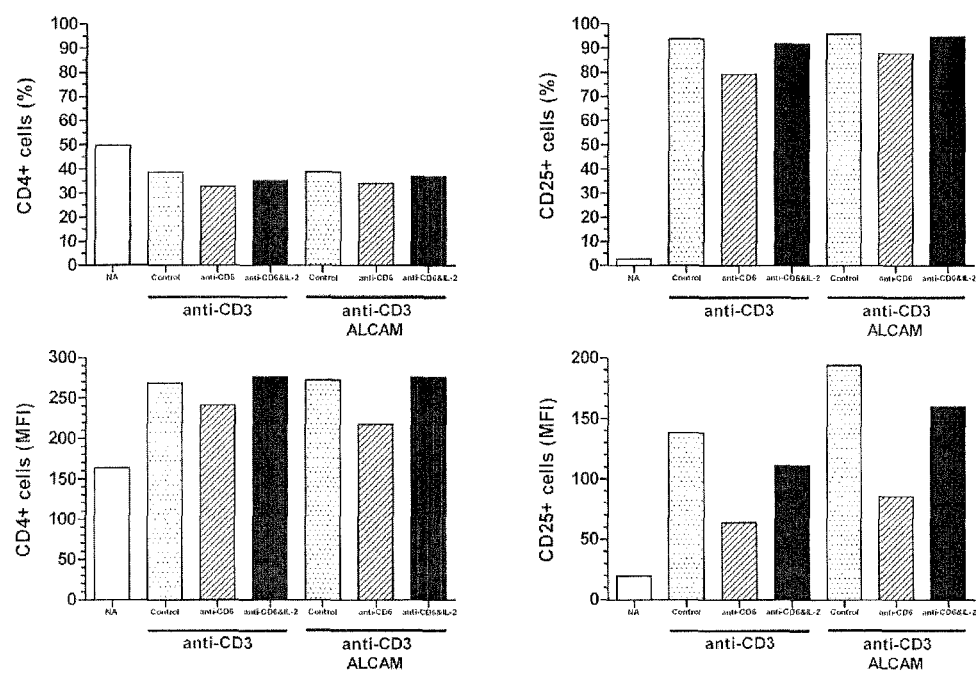 CD4+ cells (%)
100
90
80
70
60
50
40
30
20
10
0
NA Control anti-CD6 anti-CD6&IL-2 Control anti-CD6 anti-CD6&IL-2
anti-CD3 anti-CD3
ALCAM
CD25+ cells (%)
100
90
80
70
60
50
40
30
20
10
0
NA Control anti-CD6 anti-CD6&IL-2 Control anti-CD6 anti-CD6&IL-2
anti-CD3 anti-CD3
ALCAM
CD4+ cells (MFI)
300
250
200
150
100
50
0
NA Control anti-CD6 anti-CD6&IL-2 Control anti-CD6 anti-CD6&IL-2
anti-CD3 anti-CD3
ALCAM
CD25+ cells (MFI)
200
150
100
50
0
NA Control anti-CD6 anti-CD6&IL-2 Control anti-CD6 anti-CD6&IL-2
anti-CD3 anti-CD3
ALCAM